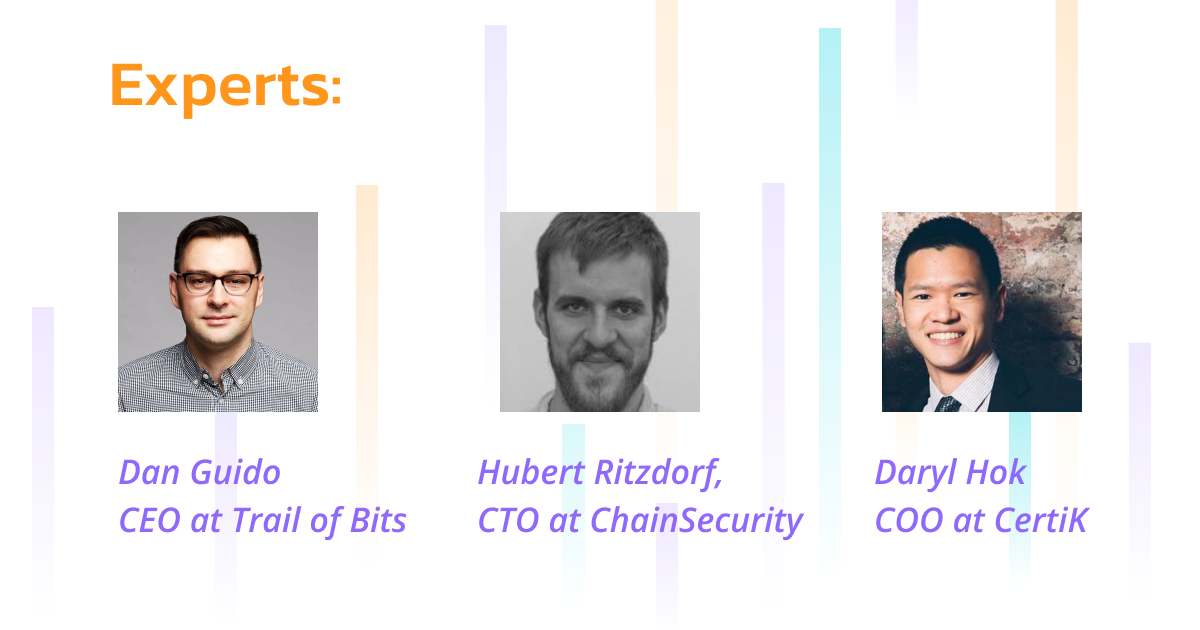 Experts:
Dan Guido
CEO at Trail of Bits
Hubert Ritzdorf,
CTO at ChainSecurity
Daryl Hok
COO at CertiK